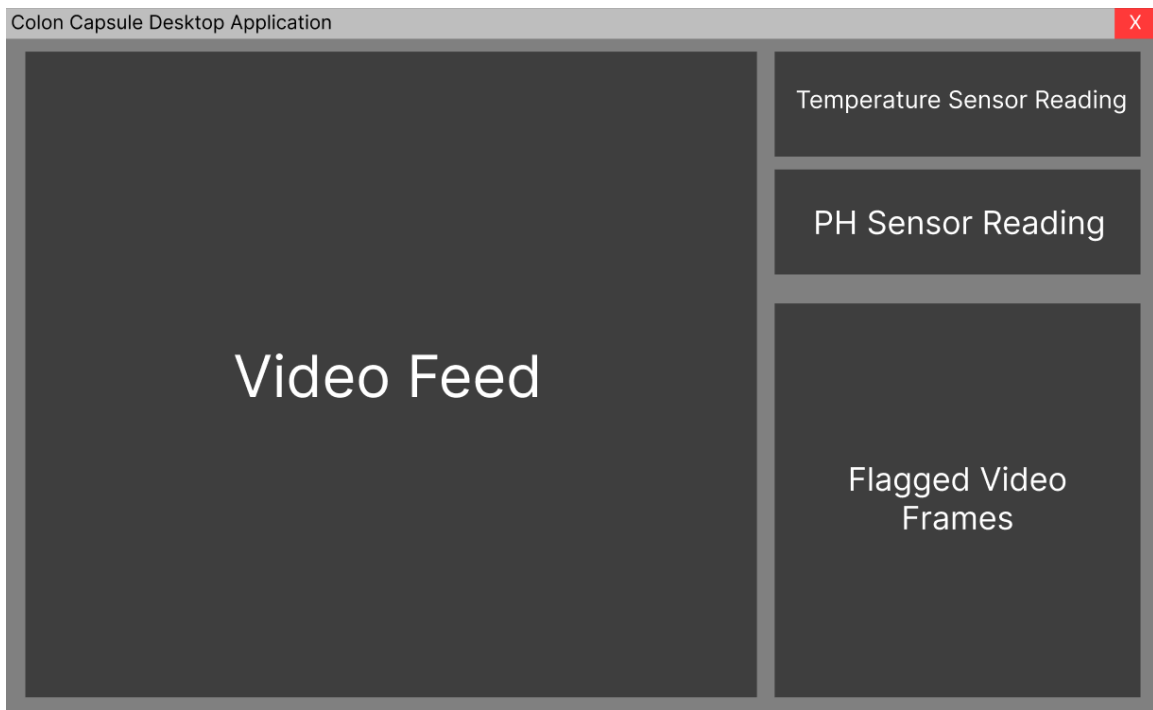 Colon Capsule Desktop Application
X
Temperature Sensor Reading
PH Sensor Reading
Video Feed
Flagged Video
Frames